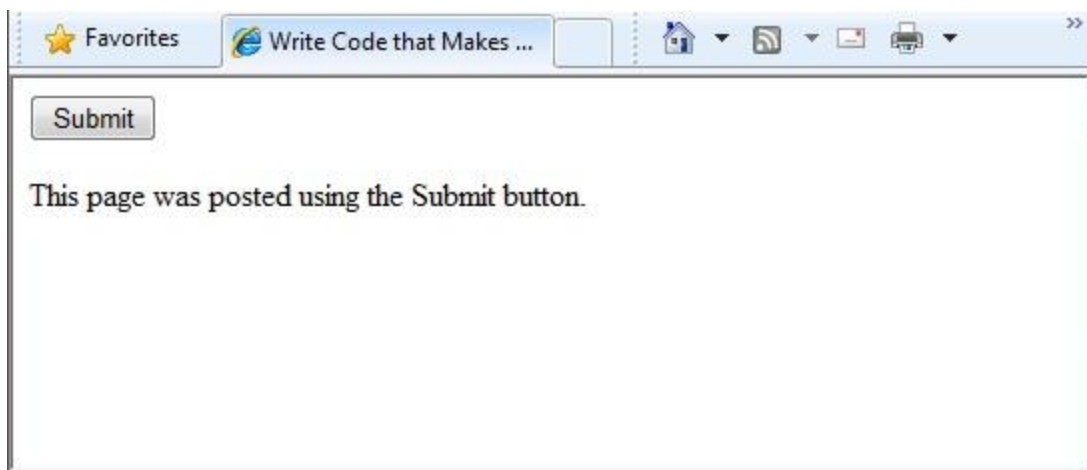 Favorites
Write Code that Makes ...
Submit
This page was posted using the Submit button.